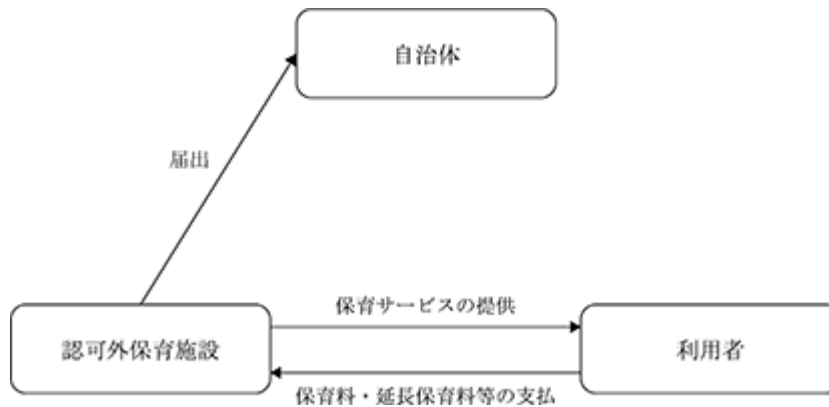 自治体
届出
保育サービスの提供
認可外保育施設
利用者
保育料・延長保育料等の支払